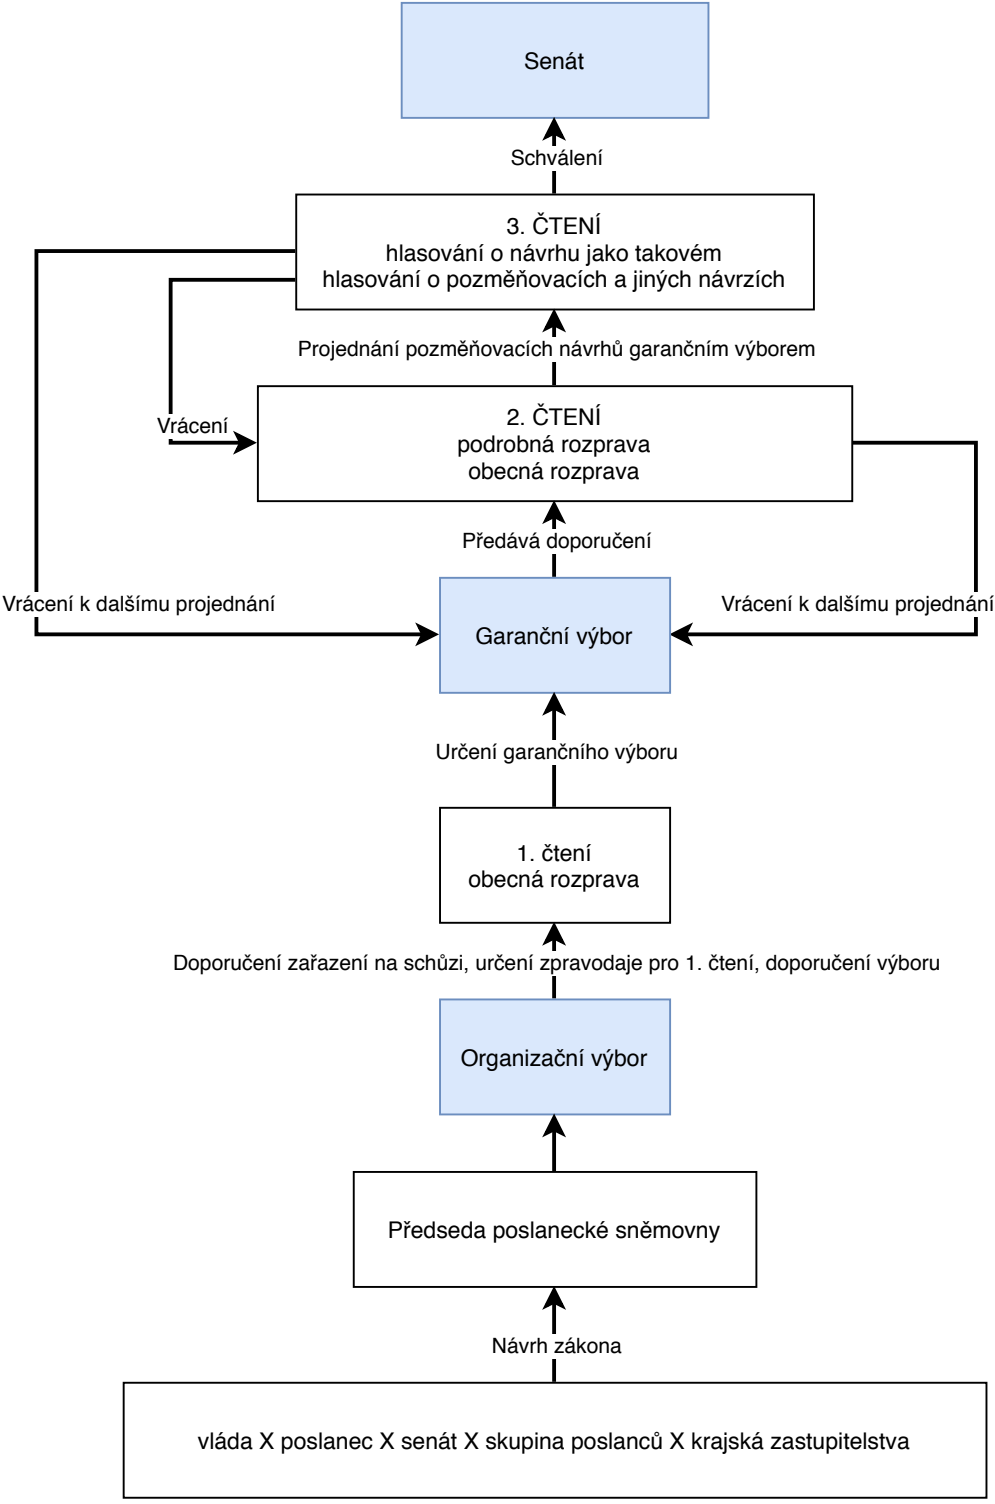 Senát
Schválení
3. ČTENÍ
hlasování o návrhu jako takovém
hlasování o pozměňovacích a jiných návrzích
Projednání pozměňovacích návrhů garančním výborem
Vrácení
2. ČTENÍ
podrobná rozprava
obecná rozprava
Předává doporučení
Vrácení k dalšímu projednání
Vrácení k dalšímu projednání
Garanční výbor
Určení garančního výboru
1. čtení
obecná rozprava
Doporučení zařazení na schůzi, určení zpravodaje pro 1. čtení, doporučení výboru
Organizační výbor
Předseda poslanecké sněmovny
Návrh zákona
vláda X poslanec X senát X skupina poslanců X krajská zastupitelstva